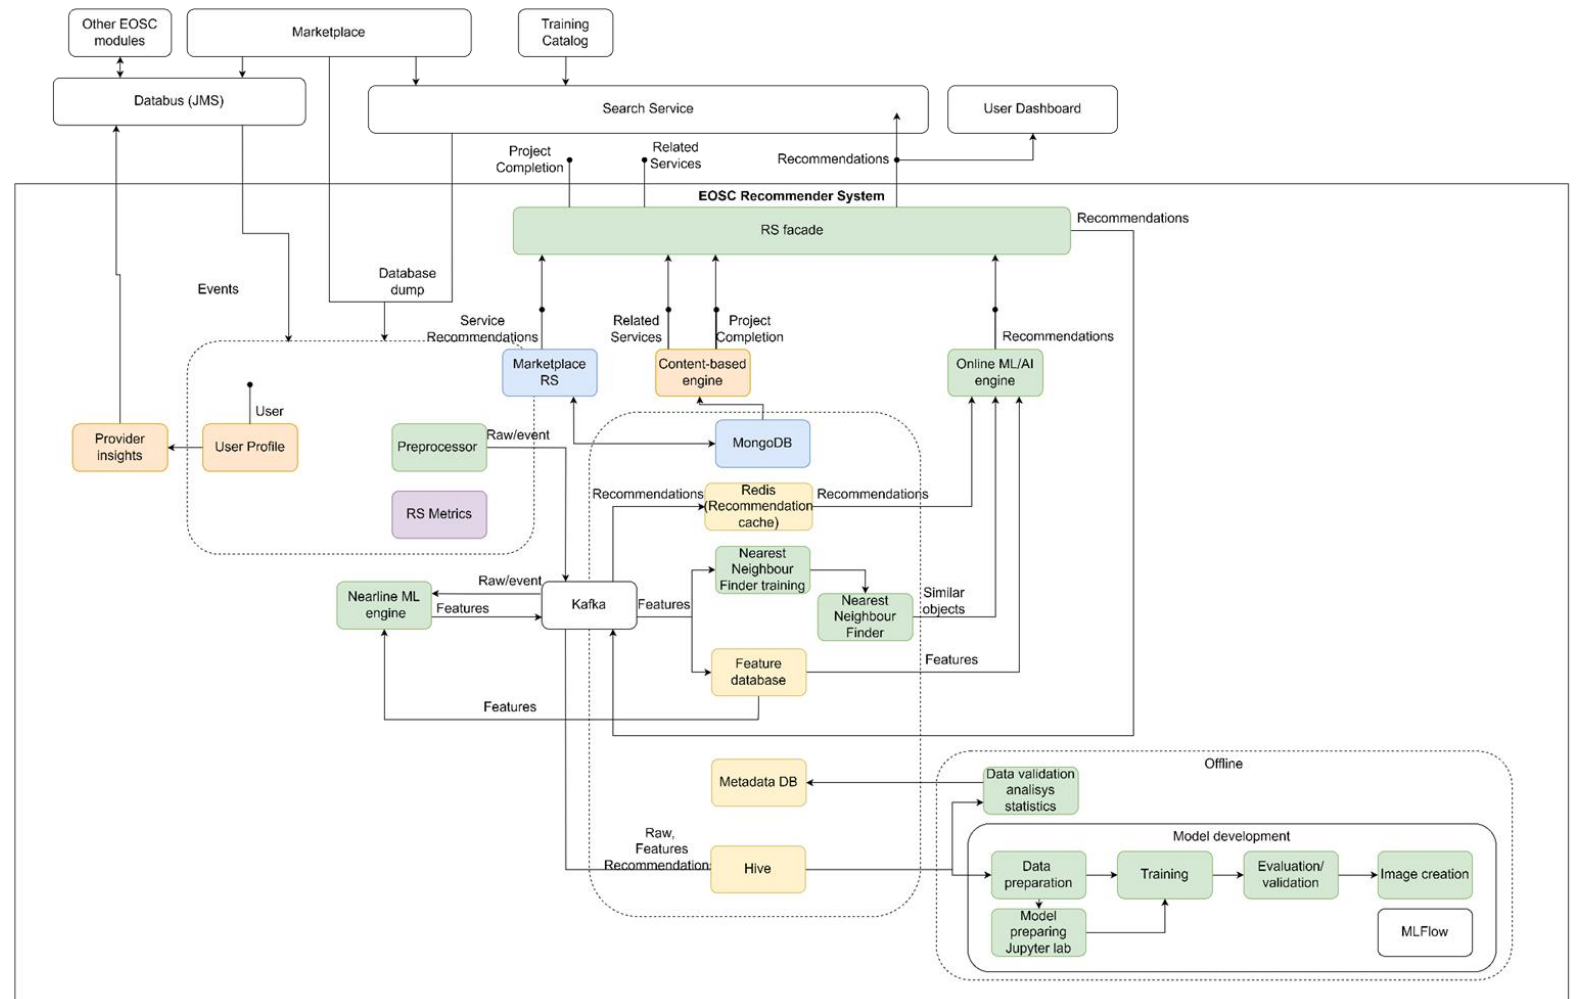 Other EOSC
modules
Marketplace
Training
Catalog
Databus (JMS)
Search Service
User Dashboard
Project
Completion
Related
Services
Recommendations
EOSC Recommender System
RS facade
Recommendations
Events
Database
dump
Service
Recommendations
Related
Services
Project
Completion
Recommendations
Marketplace
RS
Content-based
engine
Online ML/AI
engine
User
Provider
insights
User Profile
Preprocessor
Raw/event
MongoDB
RS Metrics
Recommendations
Redis
(Recommendation
cache)
Recommendations
Nearest
Neighbour
Finder training
Nearline ML
engine
Raw/event
Features
Kafka
Features
Nearest
Neighbour
Finder
Similar
objects
Feature
database
Features
Features
Metadata DB
Offline
Data validation
analisys
statistics
Model development
Raw,
Features
Recommendations
Hive
Data
preparation
Training
Evaluation/
validation
Image creation
Model
preparing
Jupyter lab
MLFlow